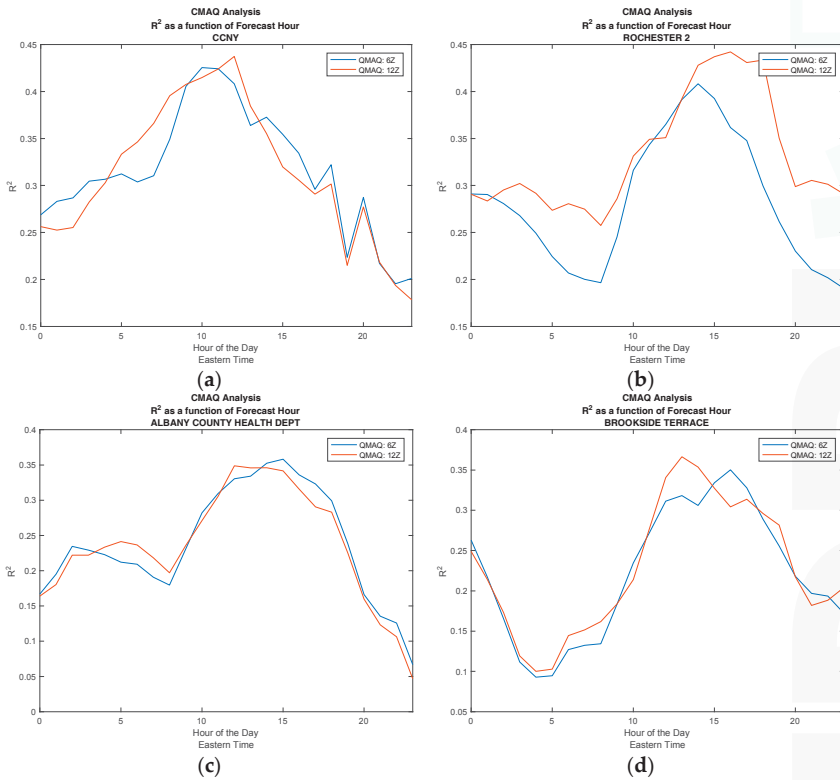 CMAQ Analysis
R² as a function of Forecast Hour
CCNY
QMAQ: 6Z
QMAQ: 12Z
0.45
0.4
0.35
0.3
0.25
0.2
0.15
R²
0 5 10 15 20
Hour of the Day
Eastern Time
(a)
CMAQ Analysis
R² as a function of Forecast Hour
ROCHESTER 2
QMAQ: 6Z
QMAQ: 12Z
0.45
0.4
0.35
0.3
0.25
0.2
0.15
R²
0 5 10 15 20
Hour of the Day
Eastern Time
(b)
CMAQ Analysis
R² as a function of Forecast Hour
ALBANY COUNTY HEALTH DEPT
QMAQ: 6Z
QMAQ: 12Z
0.4
0.35
0.3
0.25
0.2
0.15
0.1
0.05
0
R²
0 5 10 15 20
Hour of the Day
Eastern Time
(c)
CMAQ Analysis
R² as a function of Forecast Hour
BROOKSIDE TERRACE
QMAQ: 6Z
QMAQ: 12Z
0.4
0.35
0.3
0.25
0.2
0.15
0.1
0.05
R²
0 5 10 15 20
Hour of the Day
Eastern Time
(d)